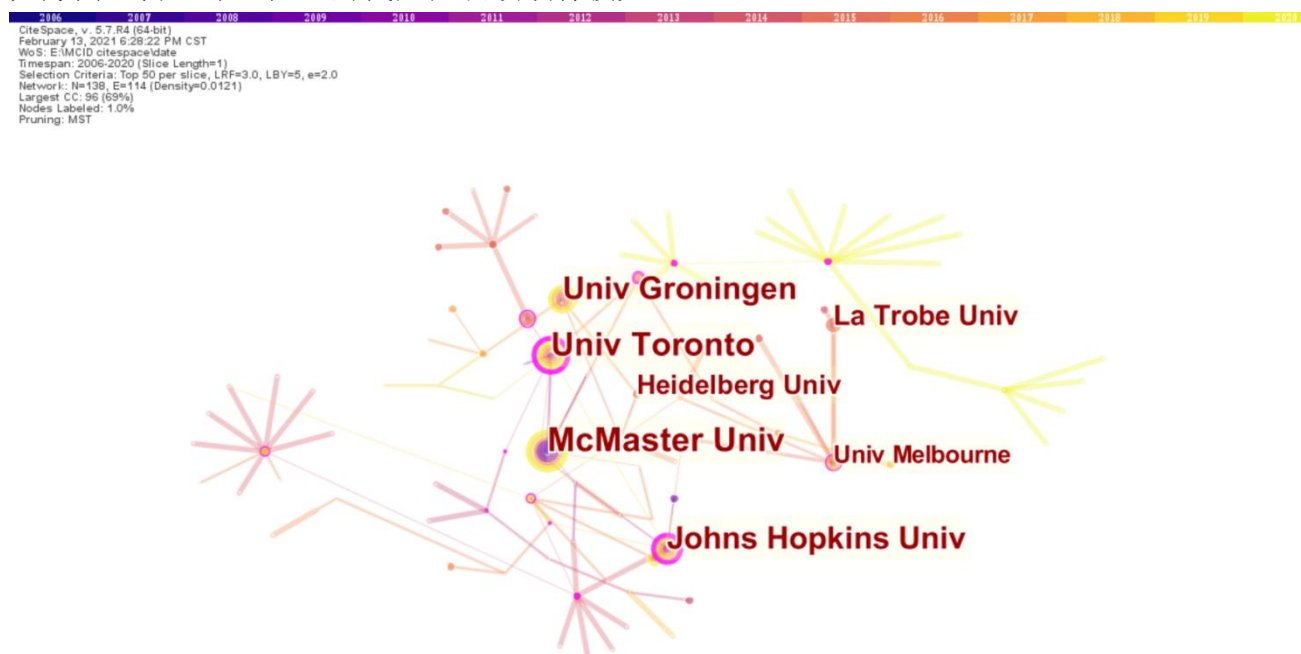 2006 2007 2008 2009 2010 2011 2012 2013 2014 2015 2016 2017 2018 2019 2020
CiteSpace, v. 5.7.R4 (64-bit)
February 13, 2021 6:28:22 PM CST
WoS: E:\MCID citespace\date
Timespan: 2006-2020 (Slice Length=1)
Selection Criteria: Top 50 per slice, LRF=3.0, LBY=5, e=2.0
Network: N=138, E=114 (Density=0.0121)
Largest CC: 96 (69%)
Nodes Labeled: 1.0%
Pruning: MST
Univ Groningen
La Trobe Univ
Univ Toronto
Heidelberg Univ
McMaster Univ
Univ Melbourne
Johns Hopkins Univ